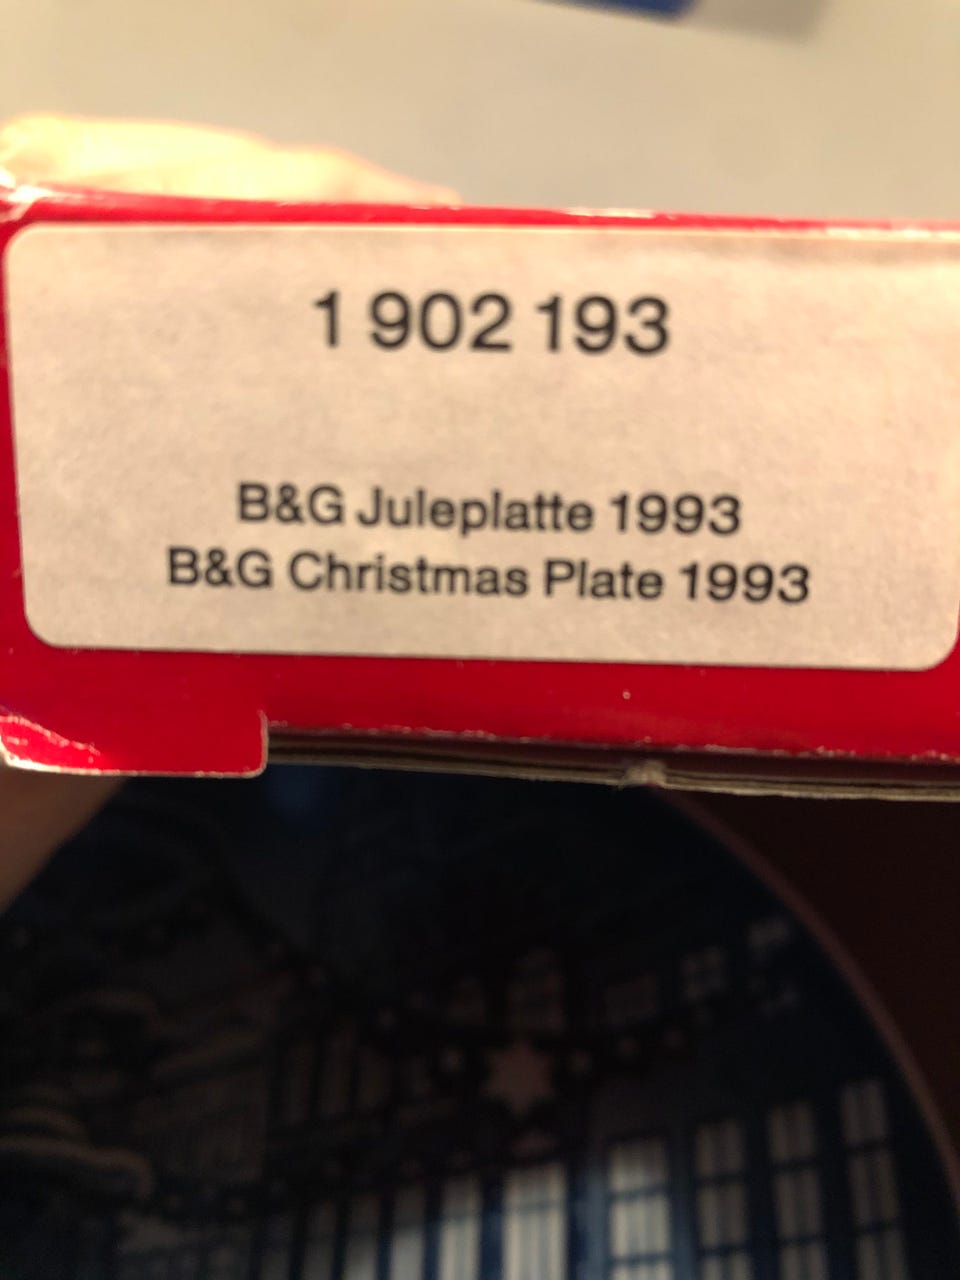 1 902 193
B&G Juleplatte 1993
B&G Christmas Plate 1993